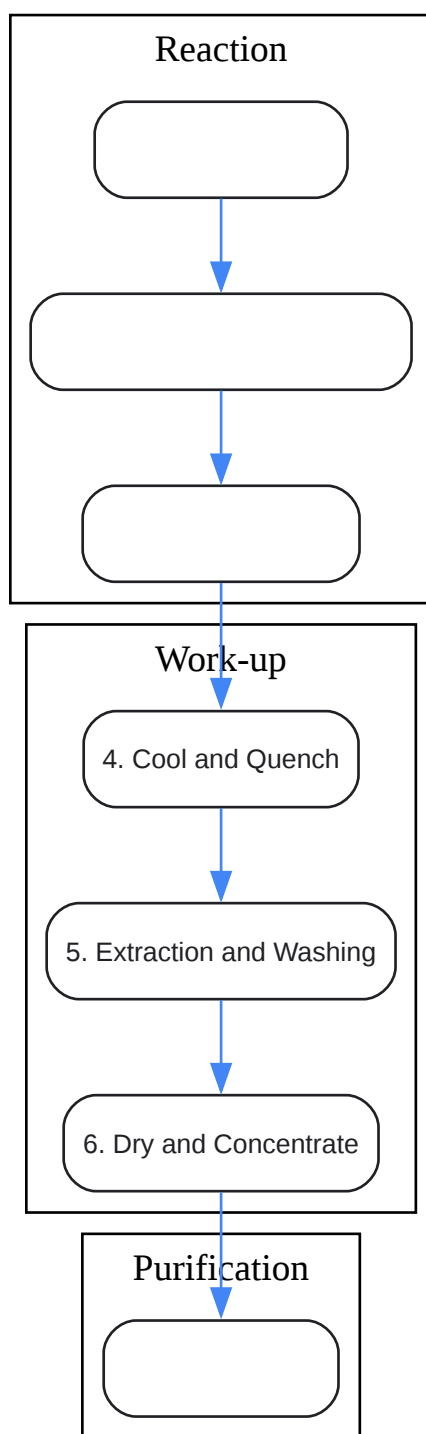 Reaction
Work-up
4. Cool and Quench
5. Extraction and Washing
6. Dry and Concentrate
Purification